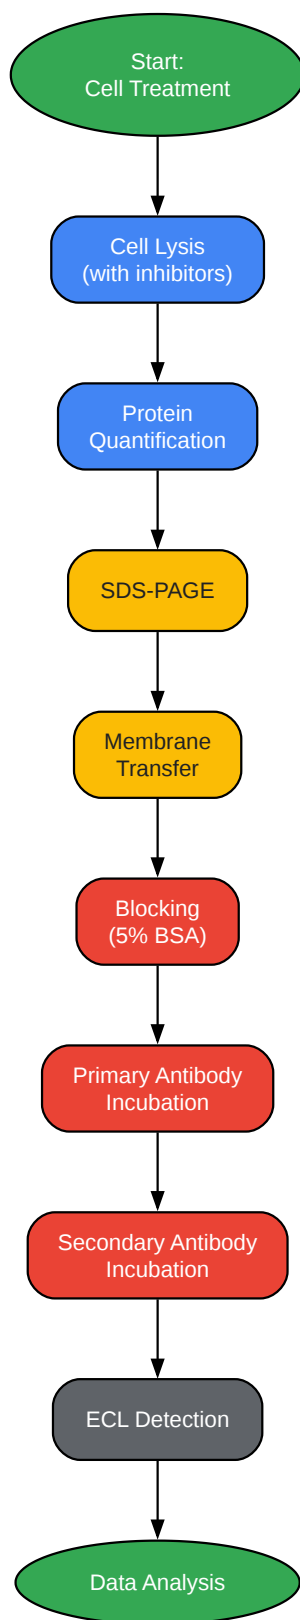 Start:
Cell Treatment
Cell Lysis
(with inhibitors)
Protein
Quantification
SDS-PAGE
Membrane
Transfer
Blocking
(5% BSA)
Primary Antibody
Incubation
Secondary Antibody
Incubation
ECL Detection
Data Analysis